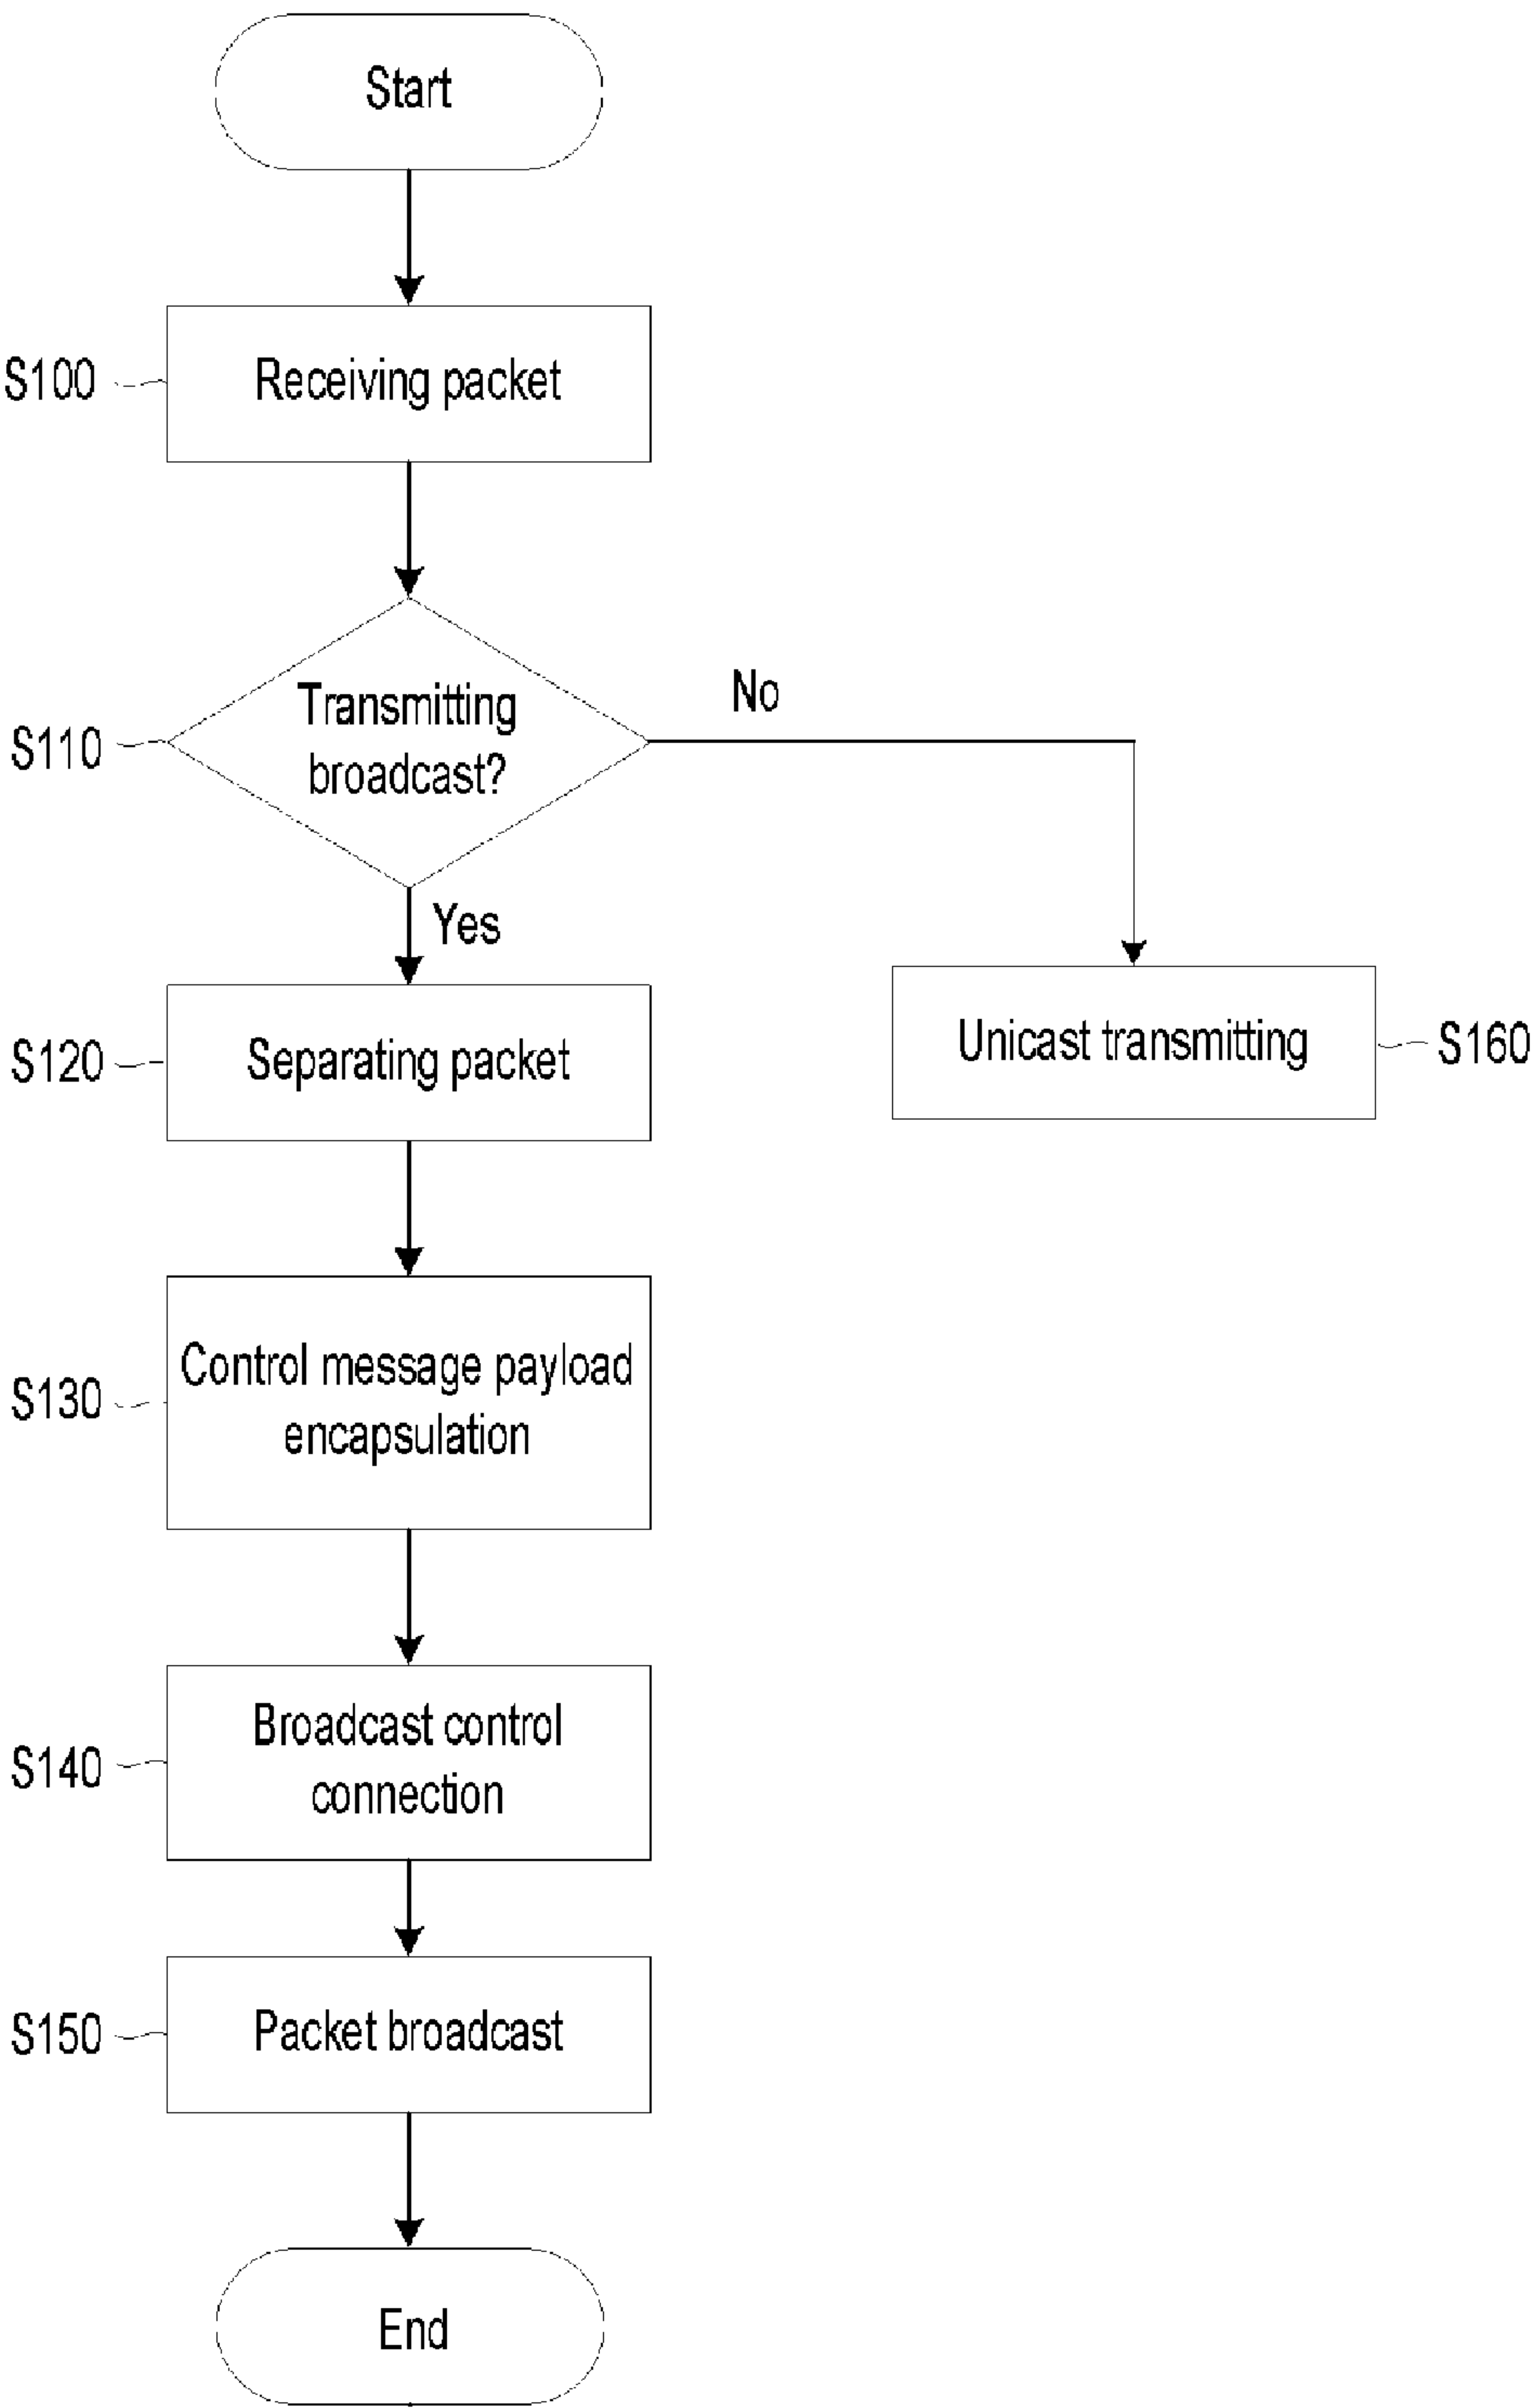 Start
S100
Receiving packet
S110
Transmitting
broadcast?
No
Yes
S120
Separating packet
Unicast transmitting
S160
S130
Control message payload
encapsulation
S140
Broadcast control
connection
S150
Packet broadcast
End